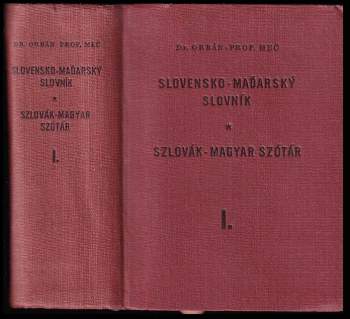 DR. ORBÁN - PROF. MEČ
SLOVENSKO-MAĎARSKÝ
SLOVNÍK
*
SZLOVÁK-MAGYAR
SZÓTÁR
I.
DR. ORBÁN - PROF. MEČ
SLOVENSKO-MAĎARSKÝ
SLOVNÍK
*
SZLOVÁK-MAGYAR SZÓTÁR
I.